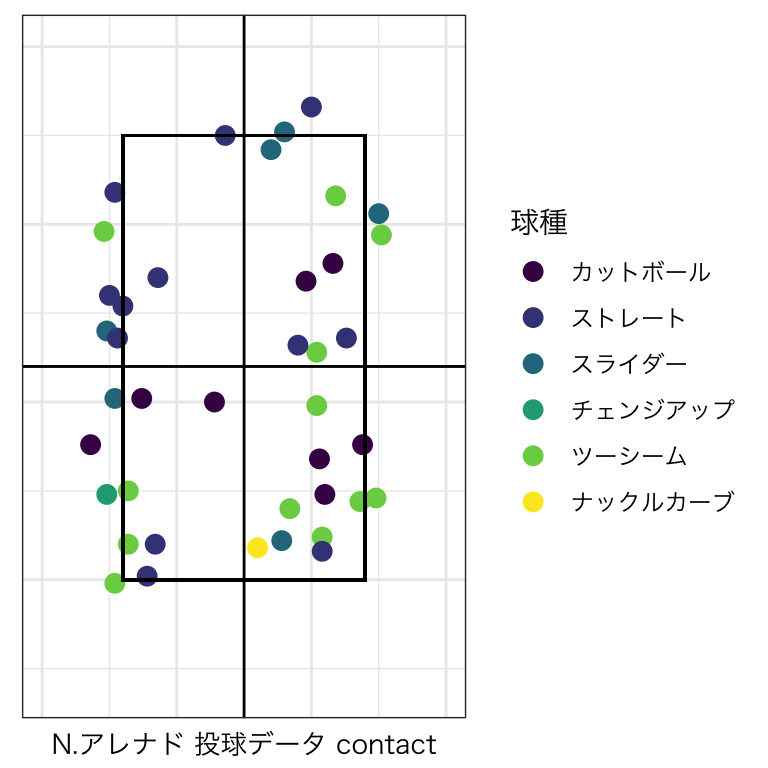 球種
カットボール
ストレート
スライダー
チェンジアップ
ツーシーム
ナックルカーブ
N.アレナド 投球データ contact